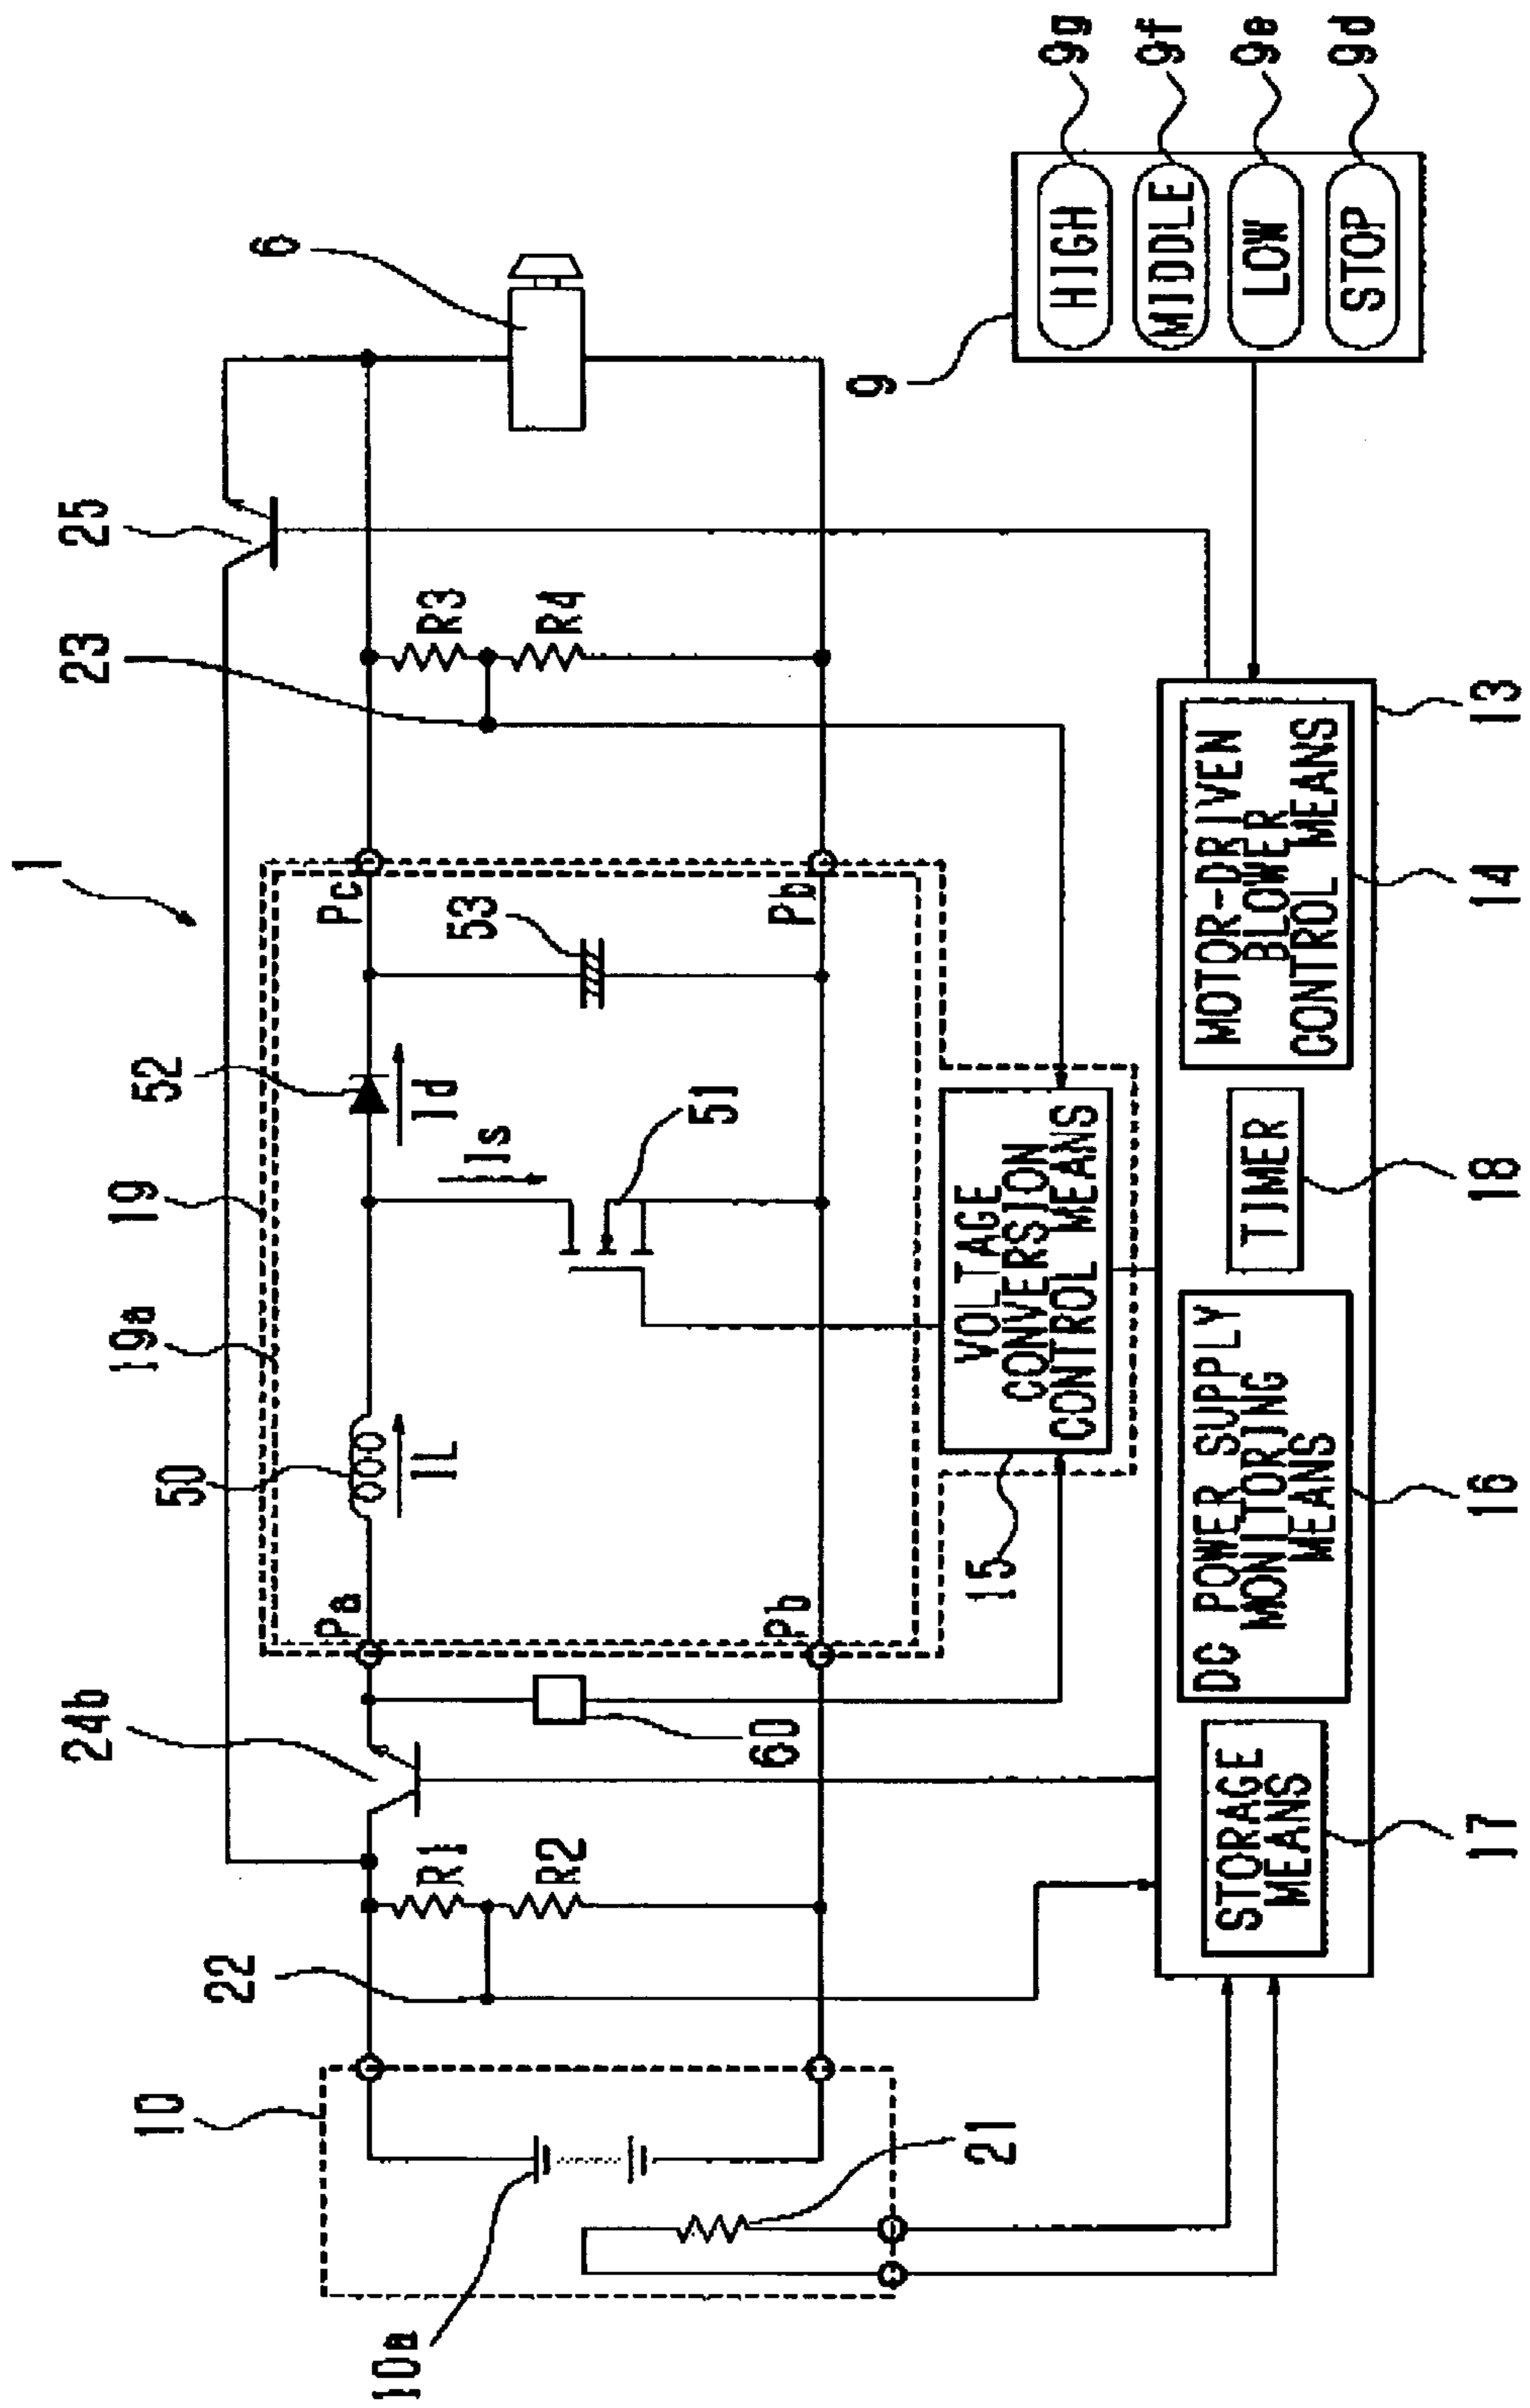 1
19
19a
50
IL
52
Id
Is
53
51
Pa
Pc
Pb
Pb
24b
25
23
22
R1
R2
R3
R4
6
10
10a
21
60
15
VOLTAGE
CONVERSION
CONTROL MEANS
9
HIGH
MIDDLE
LOW
STOP
9g
9f
9e
9d
STORAGE
MEANS
DC POWER SUPPLY
MONITORING
MEANS
TIMER
MOTOR-DRIVEN
BLOWER
CONTROL MEANS
17
16
18
14
13